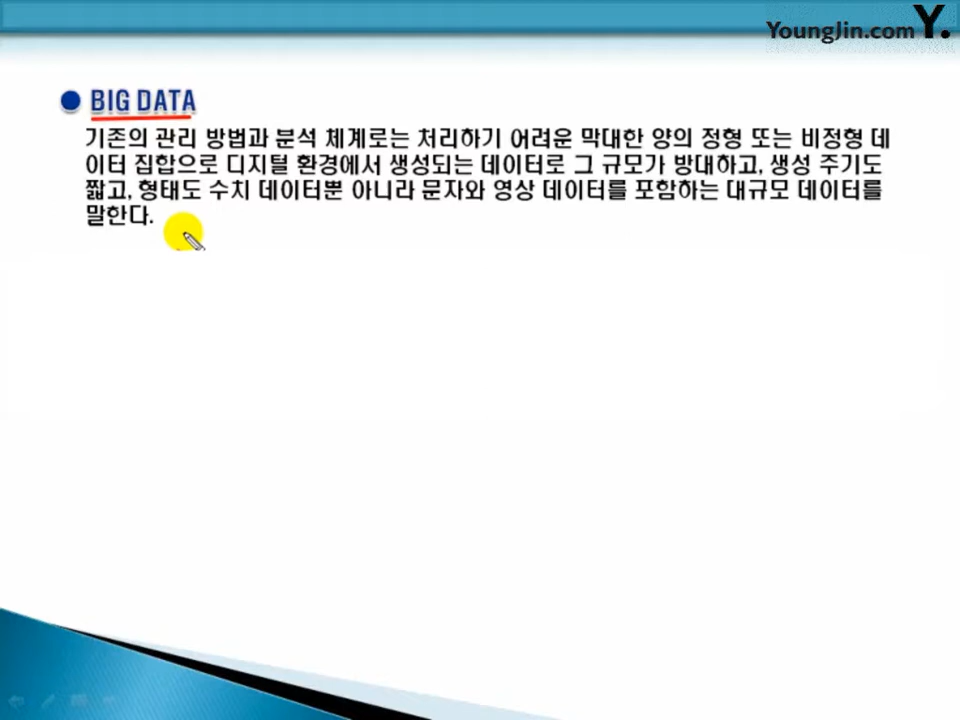 YoungJin.com Y.
BIG DATA
기존의 관리 방법과 분석 체계로는 처리하기 어려운 막대한 양의 정형 또는 비정형 데
이터 집합으로 디지털 환경에서 생성되는 데이터로 그 규모가 방대하고, 생성 주기도
짧고, 형태도 수치 데이터뿐 아니라 문자와 영상 데이터를 포함하는 대규모 데이터를
말한다.